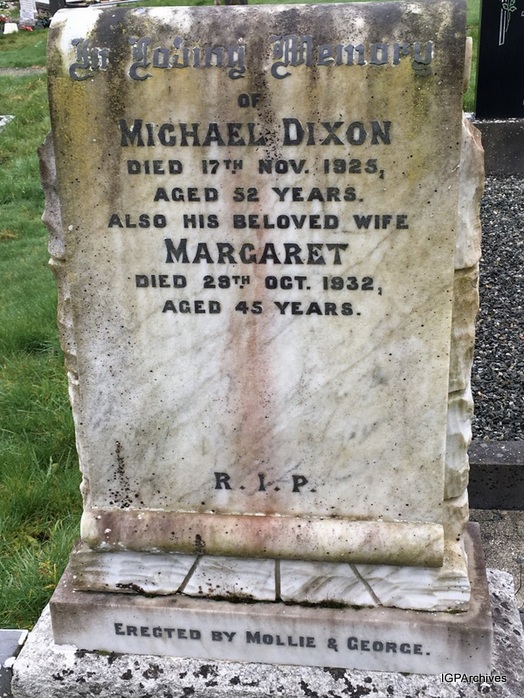 In Loving Memory
OF
MICHAEL DIXON
DIED 17TH NOV. 1925,
AGED 52 YEARS.
ALSO HIS BELOVED WIFE
MARGARET
DIED 29TH OCT. 1932,
AGED 45 YEARS.
R. I. P.
ERECTED BY MOLLIE & GEORGE.
IGPArchives